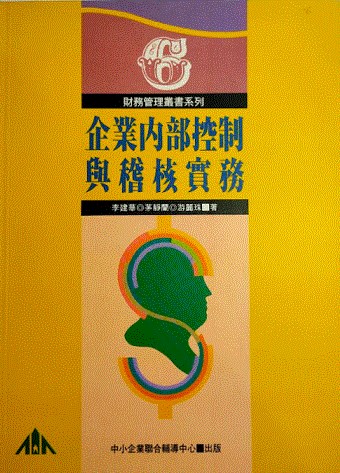 6
財務管理叢書系列
企業內部控制
與稽核實務
李建華◎茅靜蘭◎游麗珠■著
中小企業聯合輔導中心■出版